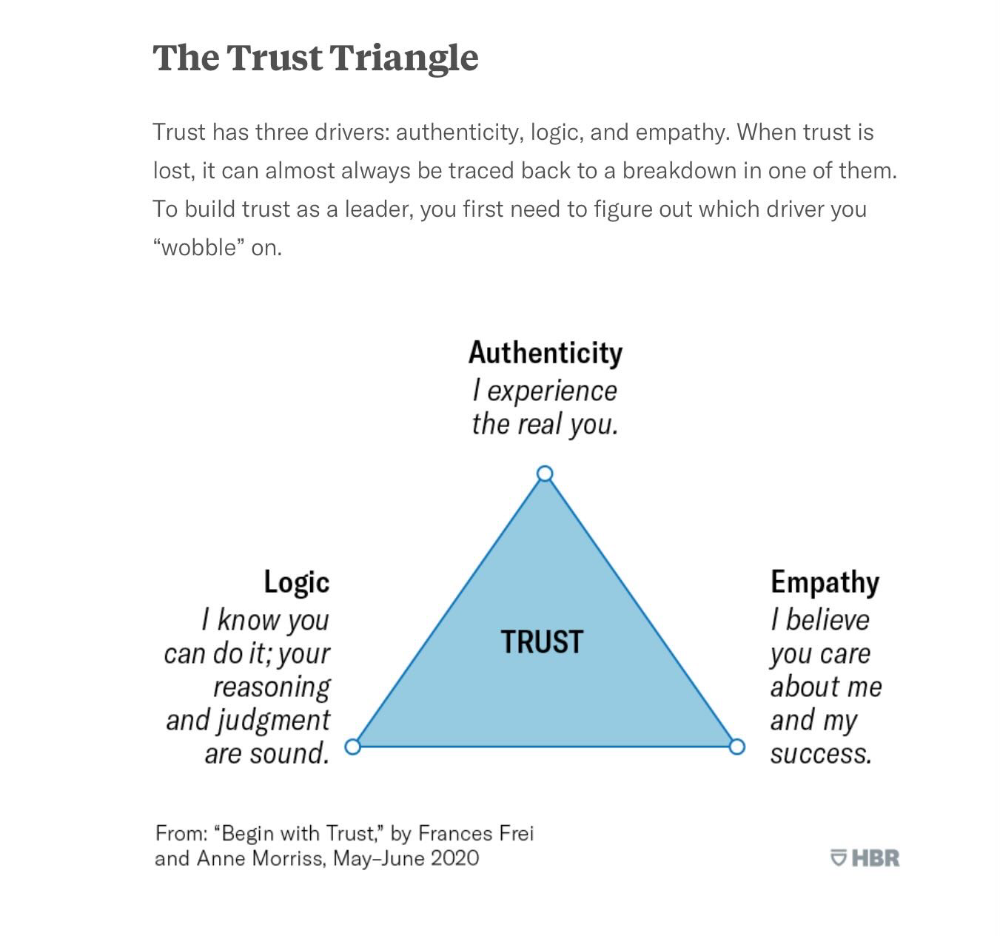 The Trust Triangle
Trust has three drivers: authenticity, logic, and empathy. When trust is
lost, it can almost always be traced back to a breakdown in one of them.
To build trust as a leader, you first need to figure out which driver you
“wobble” on.
Authenticity
I experience
the real you.
Logic
I know you
can do it; your
reasoning
and judgment
are sound.
TRUST
Empathy
I believe
you care
about me
and my
success.
From: “Begin with Trust,” by Frances Frei
and Anne Morriss, May–June 2020
HBR